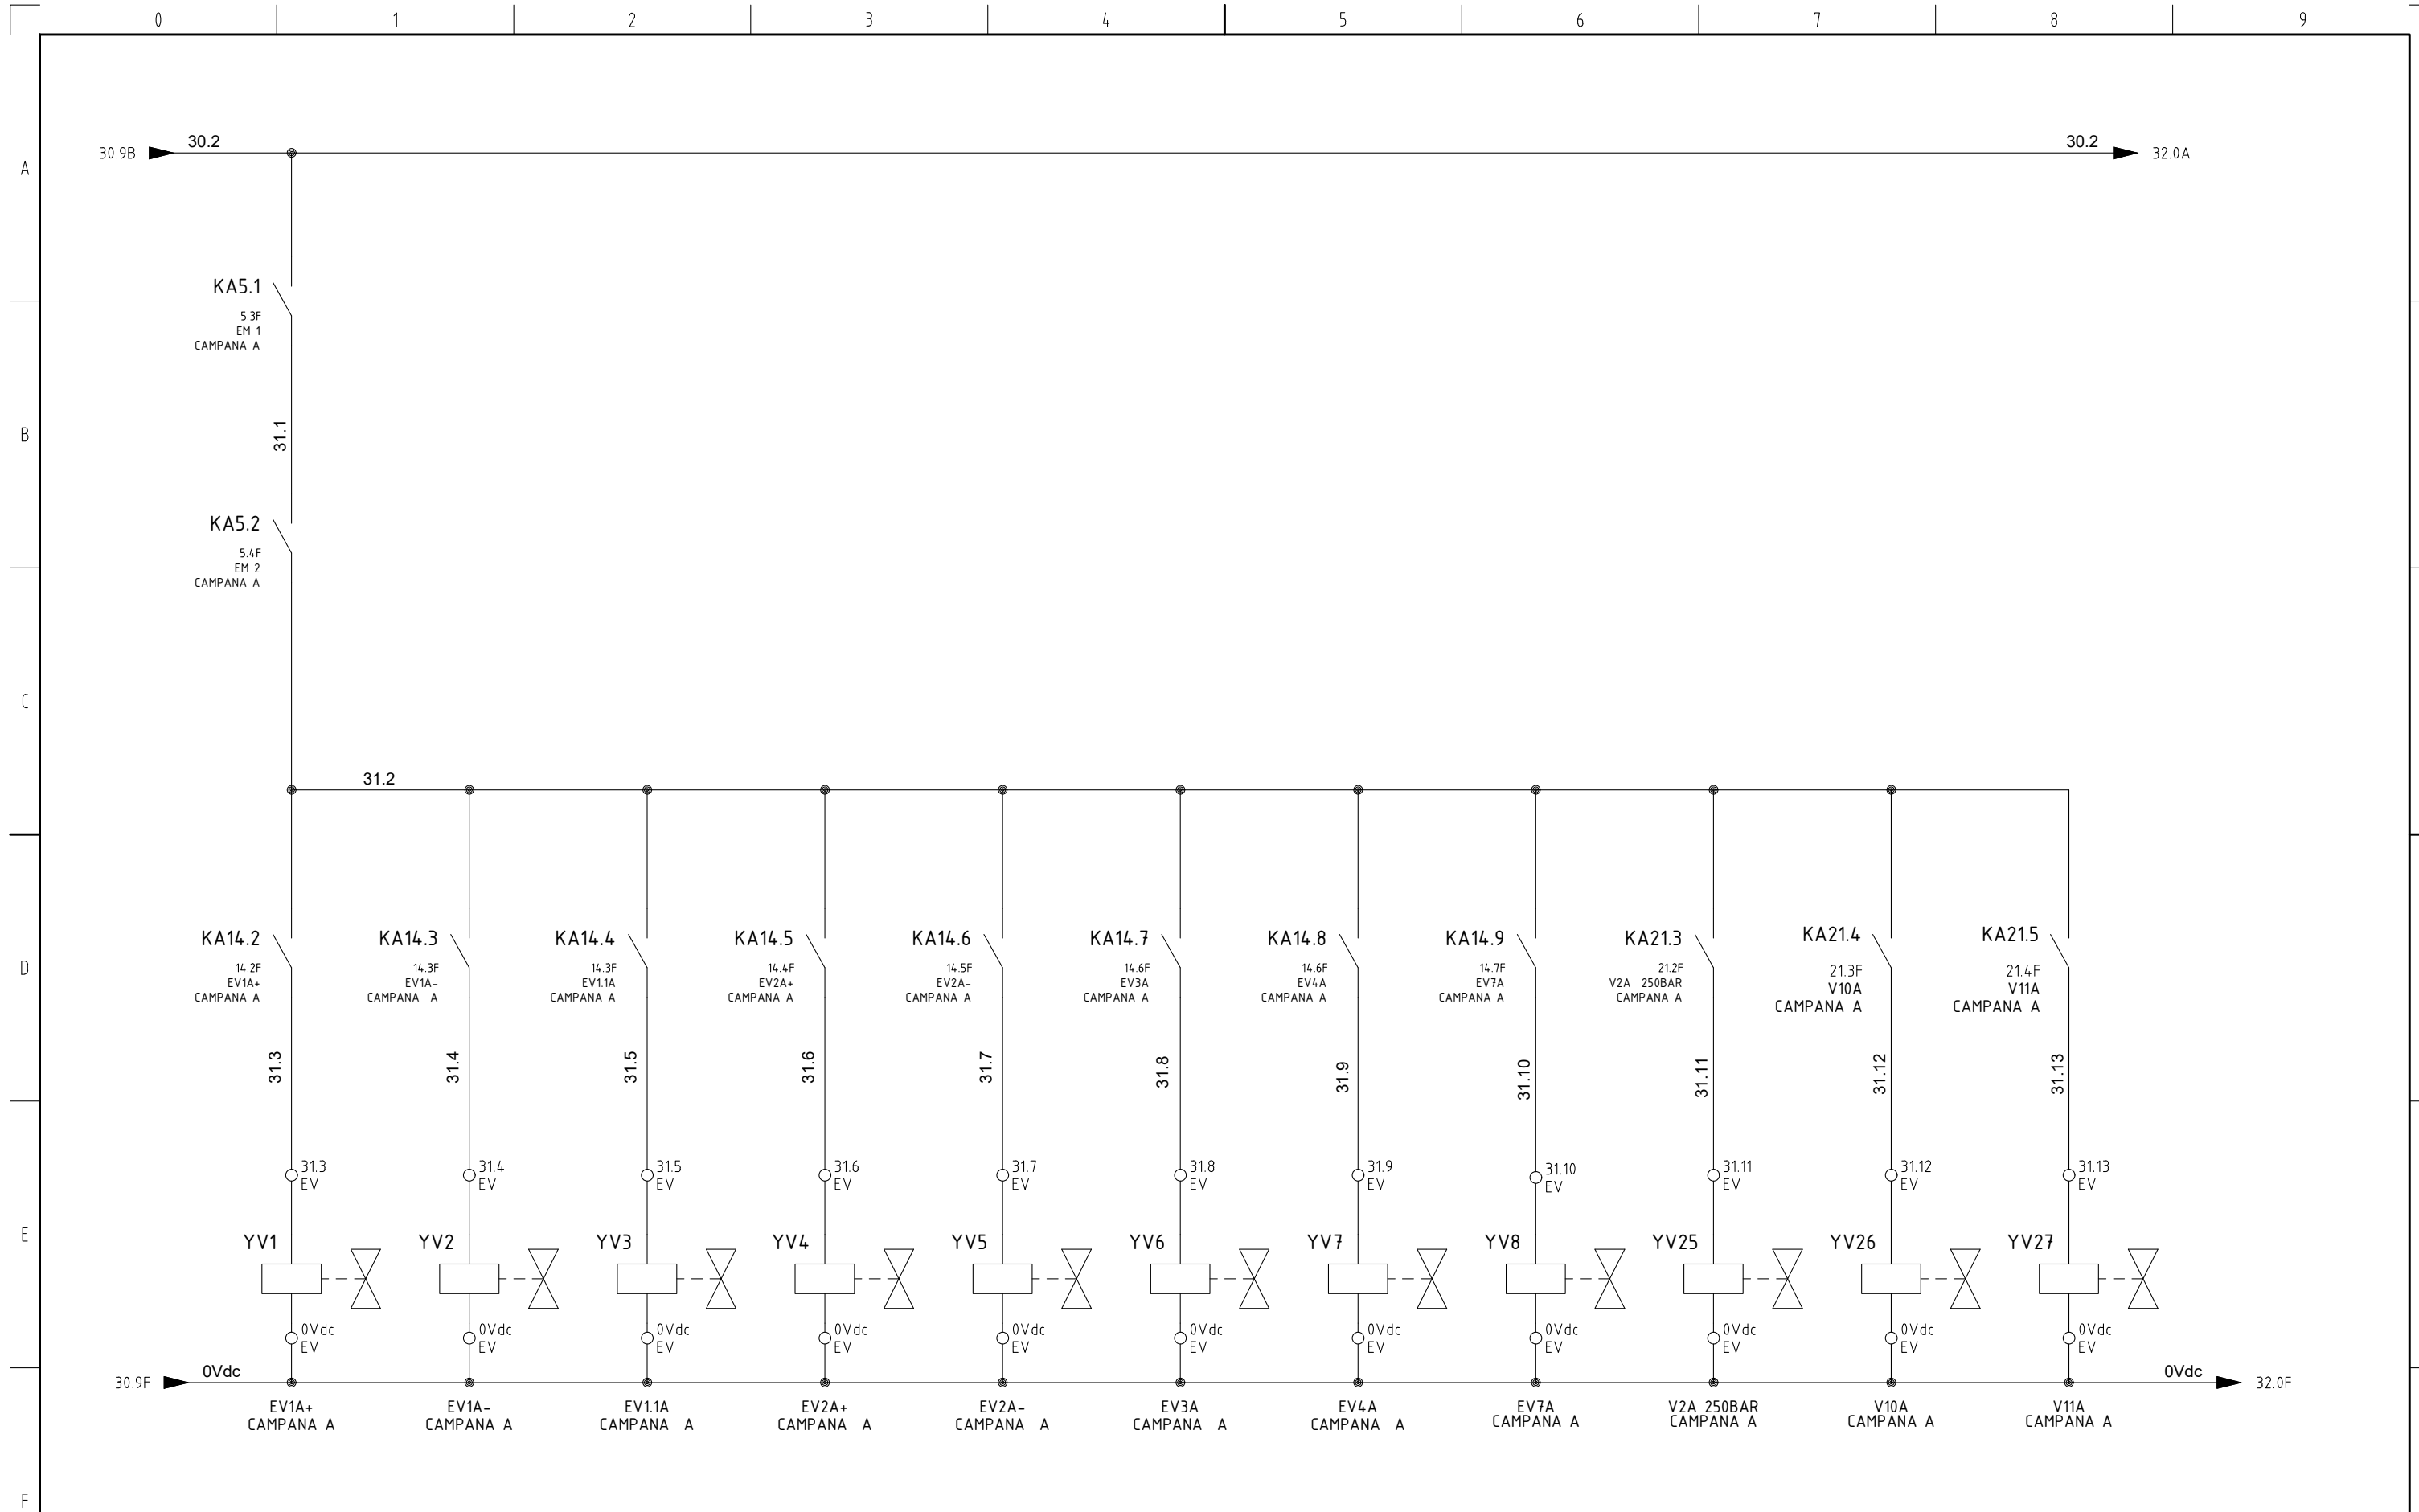 0 1 2 3 4 5 6 7 8 9
A
30.9B 30.2 30.2 32.0A
KA5.1
5.3F
EM 1
CAMPANA A
B
31.1
KA5.2
5.4F
EM 2
CAMPANA A
C
31.2
D
KA14.2
14.2F
EV1A+
CAMPANA A
31.3
KA14.3
14.3F
EV1A-
CAMPANA A
31.4
KA14.4
14.3F
EV1.1A
CAMPANA A
31.5
KA14.5
14.4F
EV2A+
CAMPANA A
31.6
KA14.6
14.5F
EV2A-
CAMPANA A
31.7
KA14.7
14.6F
EV3A
CAMPANA A
31.8
KA14.8
14.6F
EV4A
CAMPANA A
31.9
KA14.9
14.7F
EV7A
CAMPANA A
31.10
KA21.3
21.2F
V2A 250BAR
CAMPANA A
31.11
KA21.4
21.3F
V10A
CAMPANA A
31.12
KA21.5
21.4F
V11A
CAMPANA A
31.13
E
31.3
EV
YV1
0Vdc
EV
31.4
EV
YV2
0Vdc
EV
31.5
EV
YV3
0Vdc
EV
31.6
EV
YV4
0Vdc
EV
31.7
EV
YV5
0Vdc
EV
31.8
EV
YV6
0Vdc
EV
31.9
EV
YV7
0Vdc
EV
31.10
EV
YV8
0Vdc
EV
31.11
EV
YV25
0Vdc
EV
31.12
EV
YV26
0Vdc
EV
31.13
EV
YV27
0Vdc
EV
30.9F 0Vdc 0Vdc 32.0F
EV1A+
CAMPANA A
EV1A-
CAMPANA A
EV1.1A
CAMPANA A
EV2A+
CAMPANA A
EV2A-
CAMPANA A
EV3A
CAMPANA A
EV4A
CAMPANA A
EV7A
CAMPANA A
V2A 250BAR
CAMPANA A
V10A
CAMPANA A
V11A
CAMPANA A
F